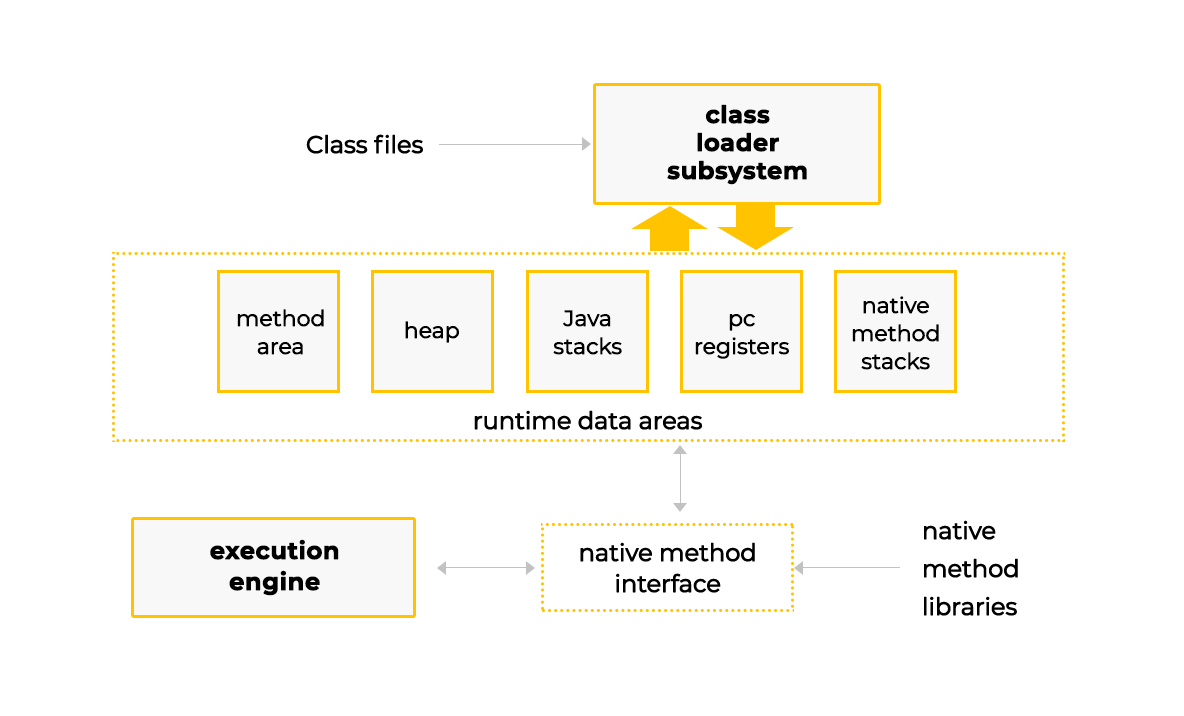 class
loader
subsystem
Class files
method
area
heap
Java
stacks
pc
registers
native
method
stacks
runtime data areas
execution
engine
native method
interface
native
method
libraries